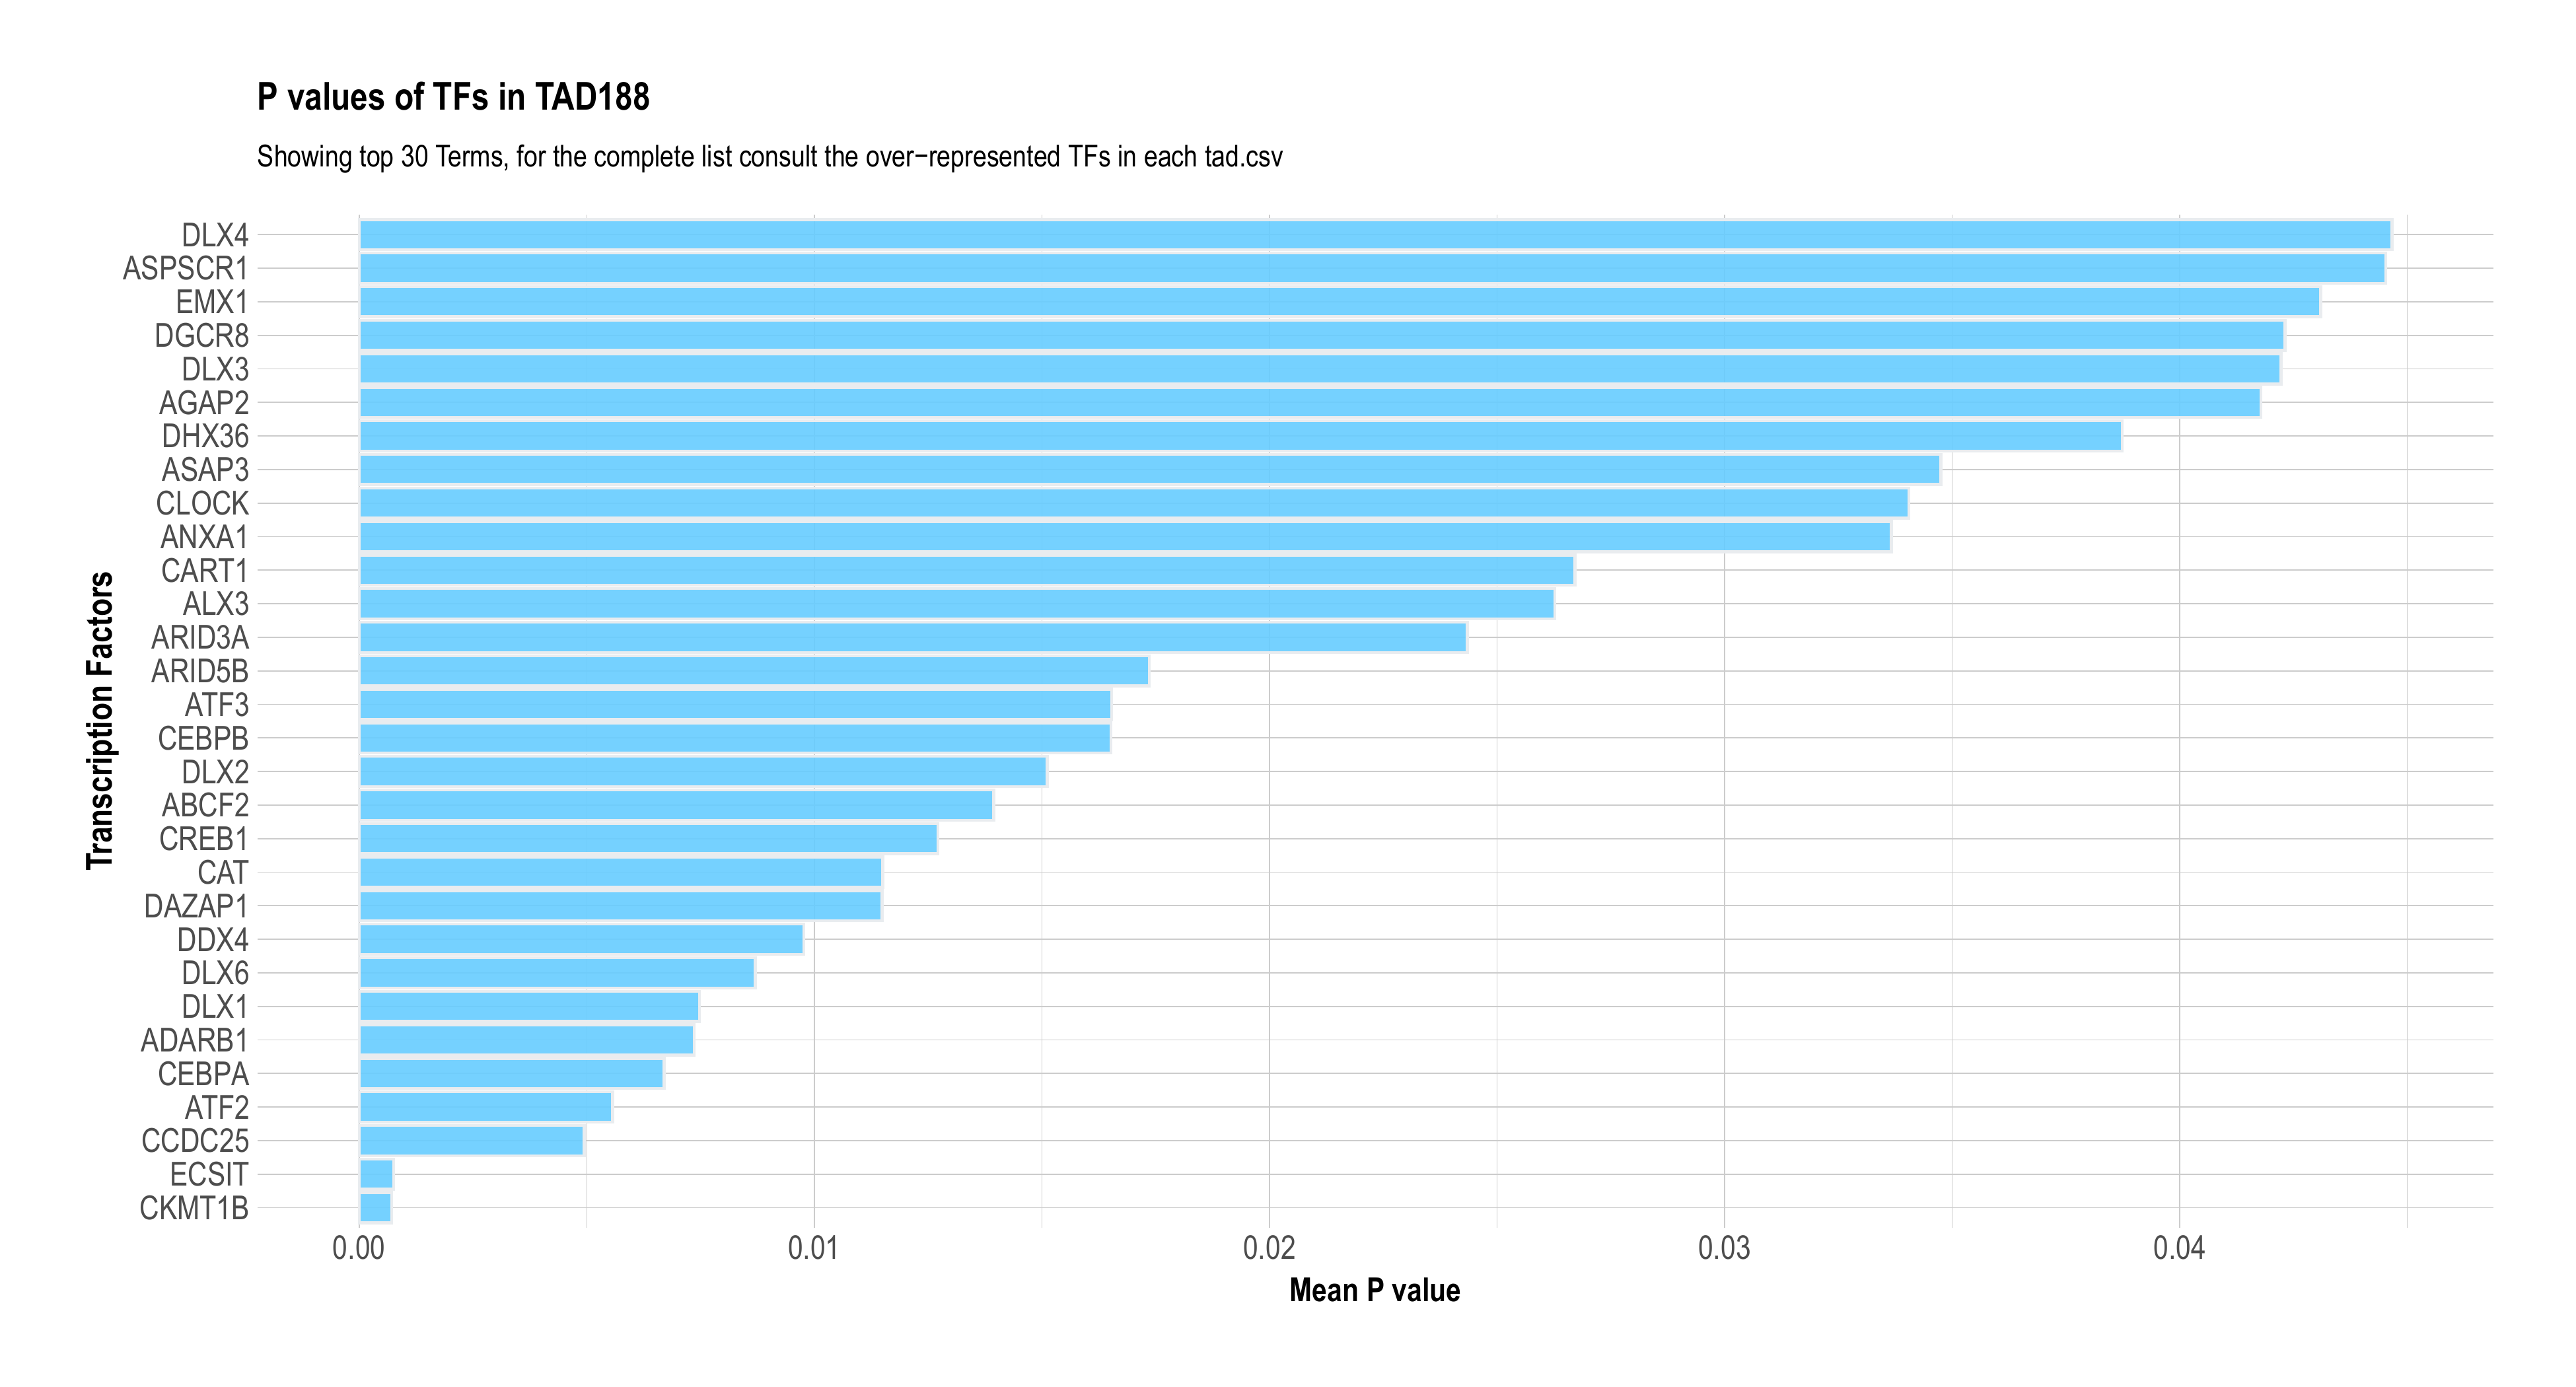 P values of TFs in TAD188
Showing top 30 Terms, for the complete list consult the over−represented TFs in each tad.csv
Transcription Factors
DLX4
ASPSCR1
EMX1
DGCR8
DLX3
AGAP2
DHX36
ASAP3
CLOCK
ANXA1
CART1
ALX3
ARID3A
ARID5B
ATF3
CEBPB
DLX2
ABCF2
CREB1
CAT
DAZAP1
DDX4
DLX6
DLX1
ADARB1
CEBPA
ATF2
CCDC25
ECSIT
CKMT1B
0.00 0.01 0.02 0.03 0.04
Mean P value